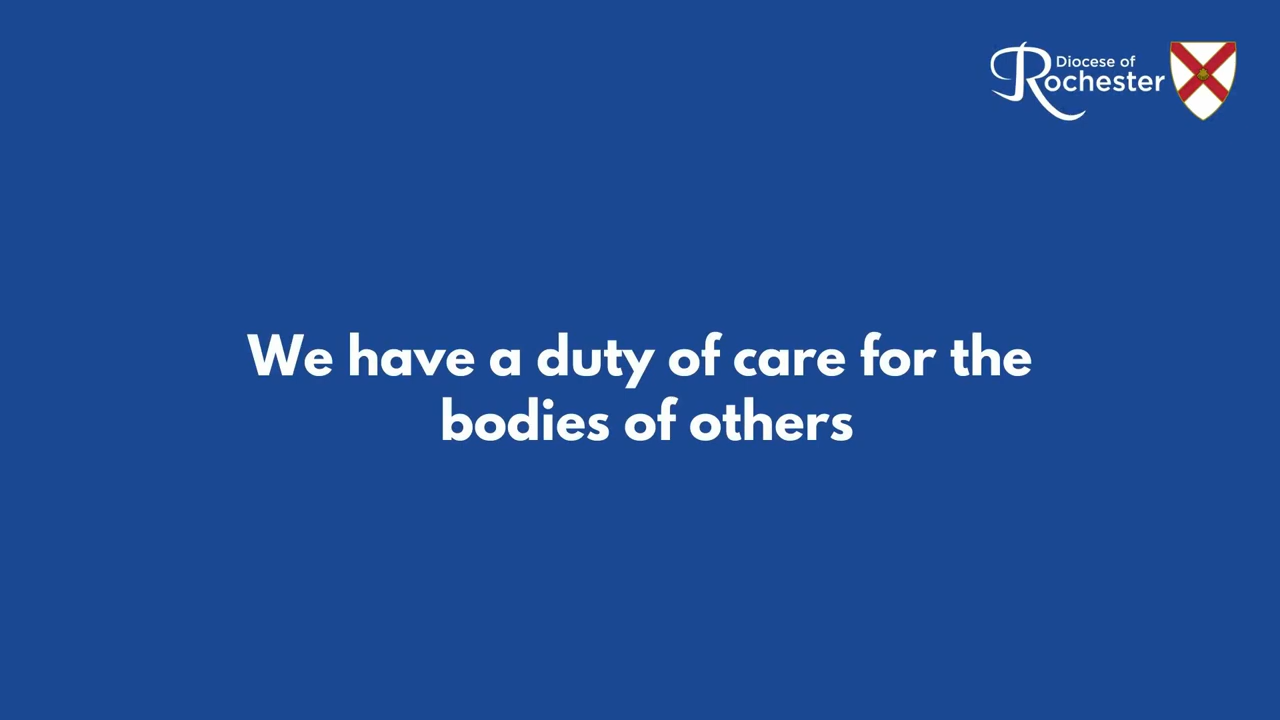 Diocese of
Rochester
We have a duty of care for the
bodies of others